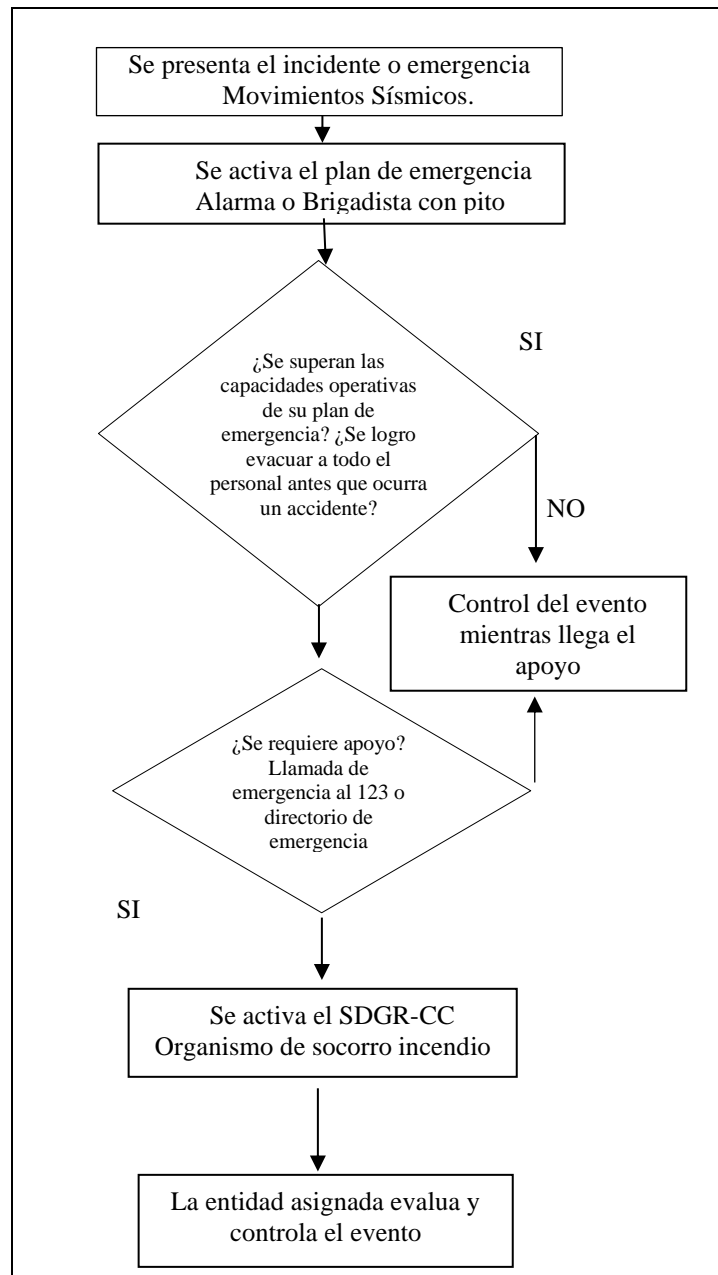 Se presenta el incidente o emergencia
Movimientos Sísmicos.
Se activa el plan de emergencia
Alarma o Brigadista con pito
SI
¿Se superan las
capacidades operativas
de su plan de
emergencia? ¿Se logro
evacuar a todo el
personal antes que ocurra
un accidente?
NO
Control del evento
mientras llega el
apoyo
¿Se requiere apoyo?
Llamada de
emergencia al 123 o
directorio de
emergencia
SI
Se activa el SDGR-CC
Organismo de socorro incendio
La entidad asignada evalua y
controla el evento